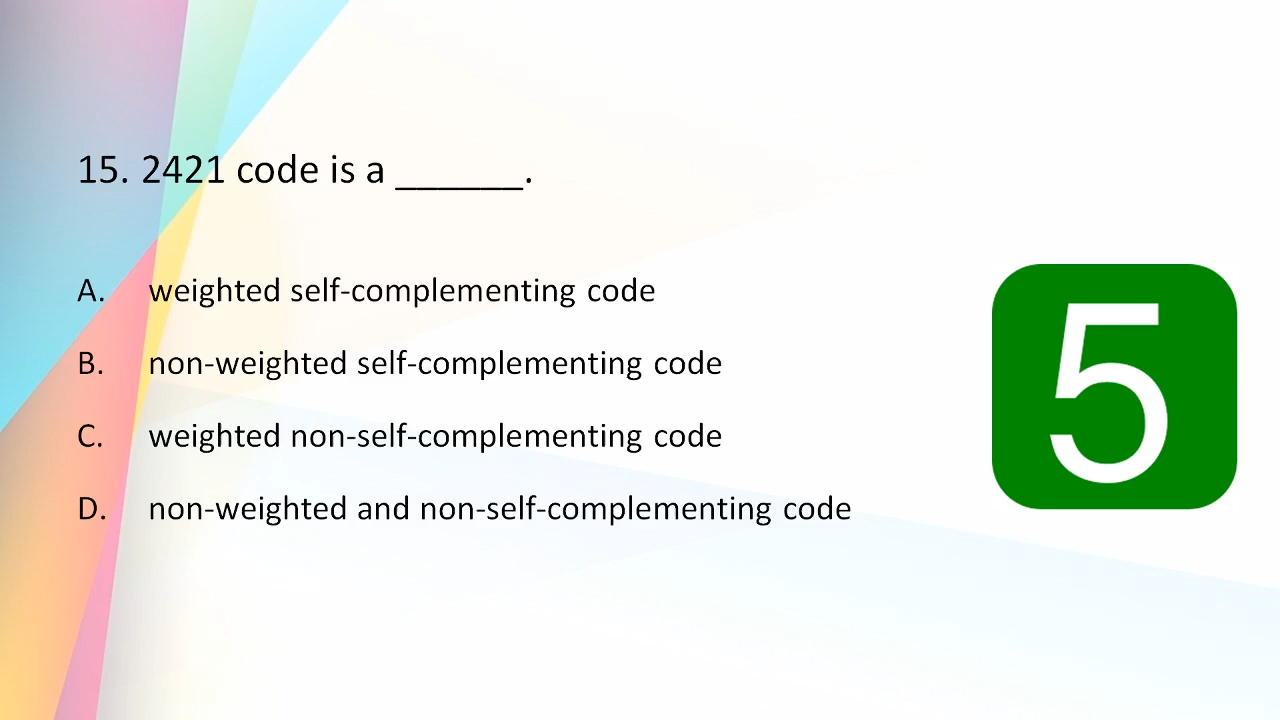 15. 2421 code is a ______.
A. weighted self-complementing code
B. non-weighted self-complementing code
C. weighted non-self-complementing code
D. non-weighted and non-self-complementing code
5